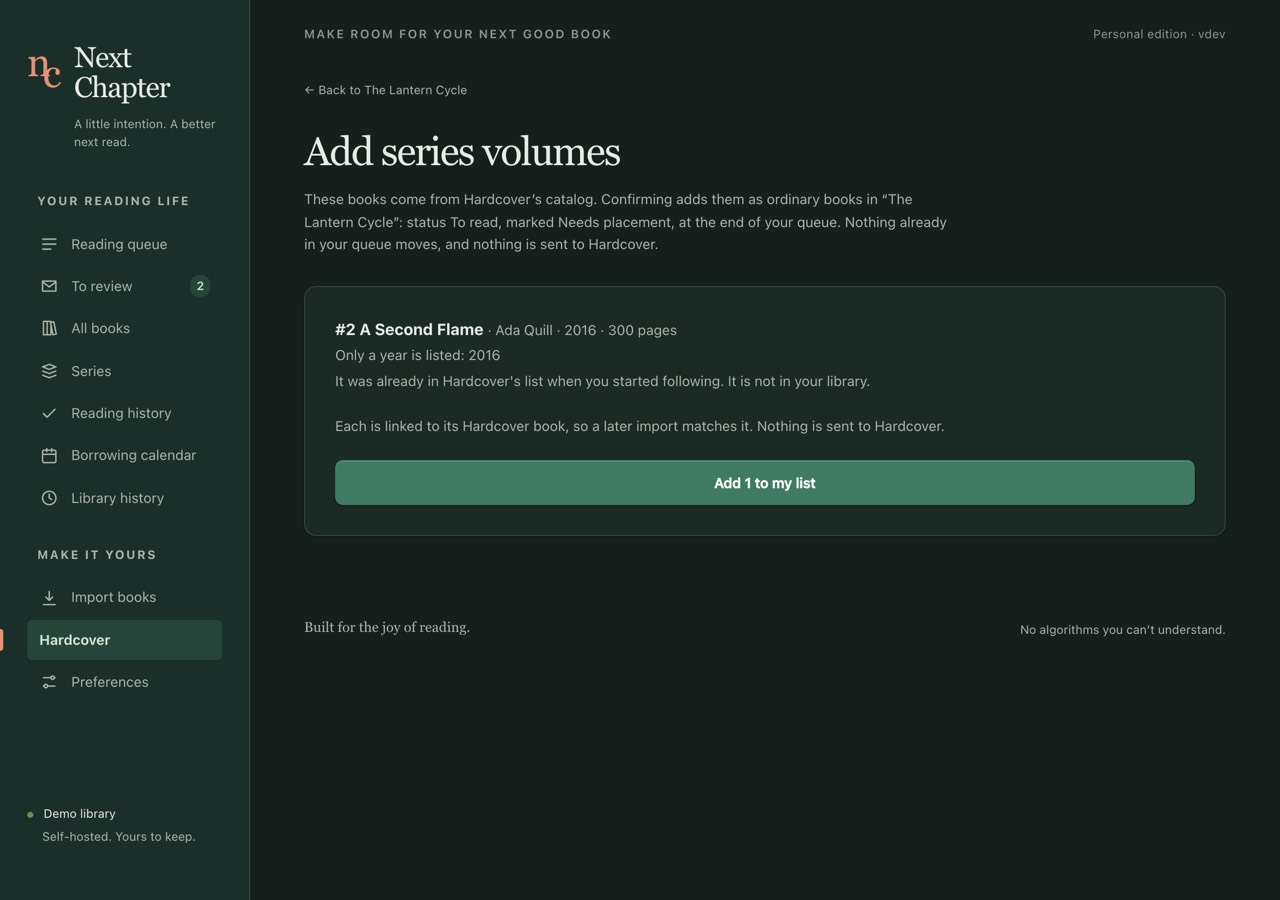 nc
Next
Chapter
A little intention. A better
next read.
YOUR READING LIFE
Reading queue
To review 2
All books
Series
Reading history
Borrowing calendar
Library history
MAKE IT YOURS
Import books
Hardcover
Preferences
Demo library
Self-hosted. Yours to keep.
MAKE ROOM FOR YOUR NEXT GOOD BOOK
Personal edition · vdev
← Back to The Lantern Cycle
Add series volumes
These books come from Hardcover’s catalog. Confirming adds them as ordinary books in “The
Lantern Cycle”: status To read, marked Needs placement, at the end of your queue. Nothing already
in your queue moves, and nothing is sent to Hardcover.
#2 A Second Flame · Ada Quill · 2016 · 300 pages
Only a year is listed: 2016
It was already in Hardcover's list when you started following. It is not in your library.
Each is linked to its Hardcover book, so a later import matches it. Nothing is sent to Hardcover.
Add 1 to my list
Built for the joy of reading.
No algorithms you can’t understand.